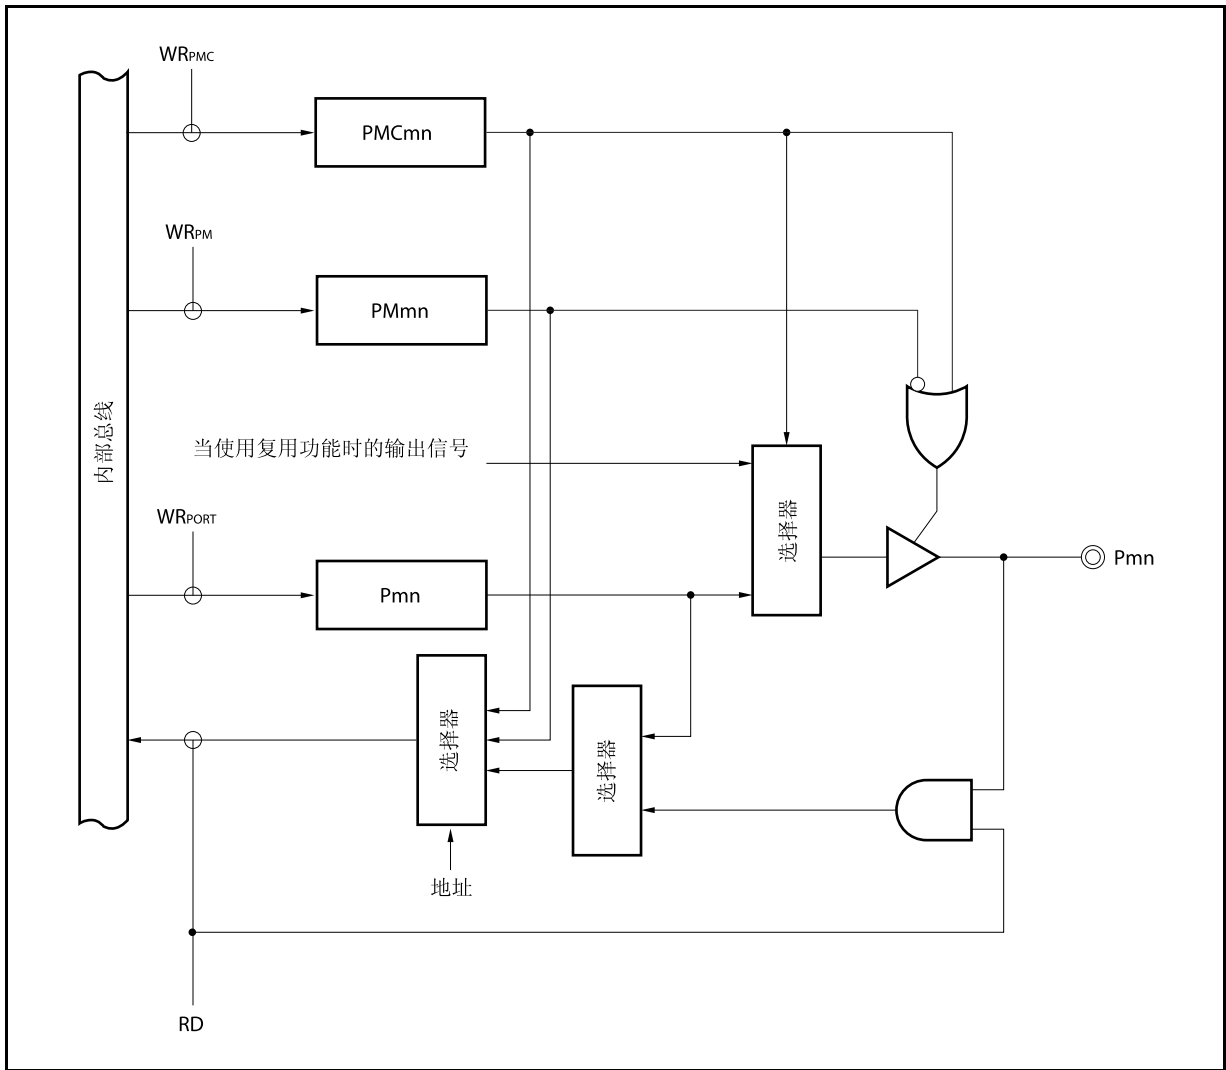 WRPMC
PMCmn
WRPM
PMmn
内部总线
当使用复用功能时的输出信号
选择器
WRPORT
Pmn
Pmn
选择器
选择器
地址
RD